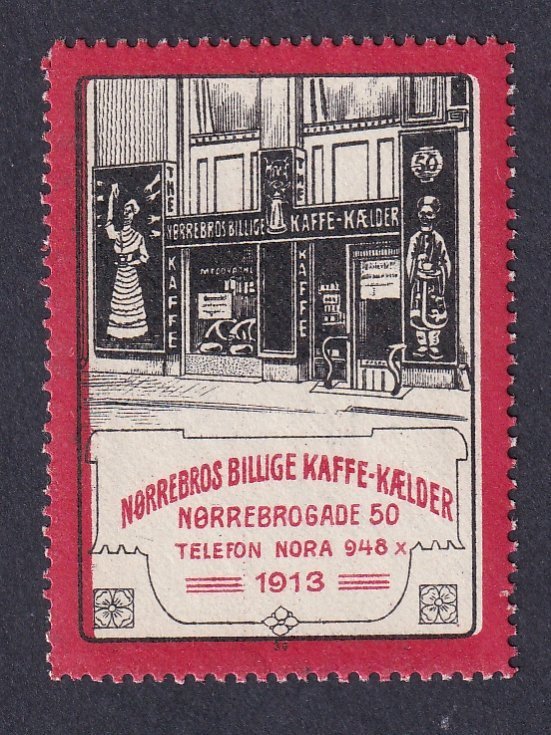 50
THE
THE
NØRREBROS BILLIGE KAFFE-KÆLDER
KAFFE
KAFFE
NØRREBROS BILLIGE KAFFE-KÆLDER
NØRREBROGADE 50
TELEFON NORA 948 x
1913